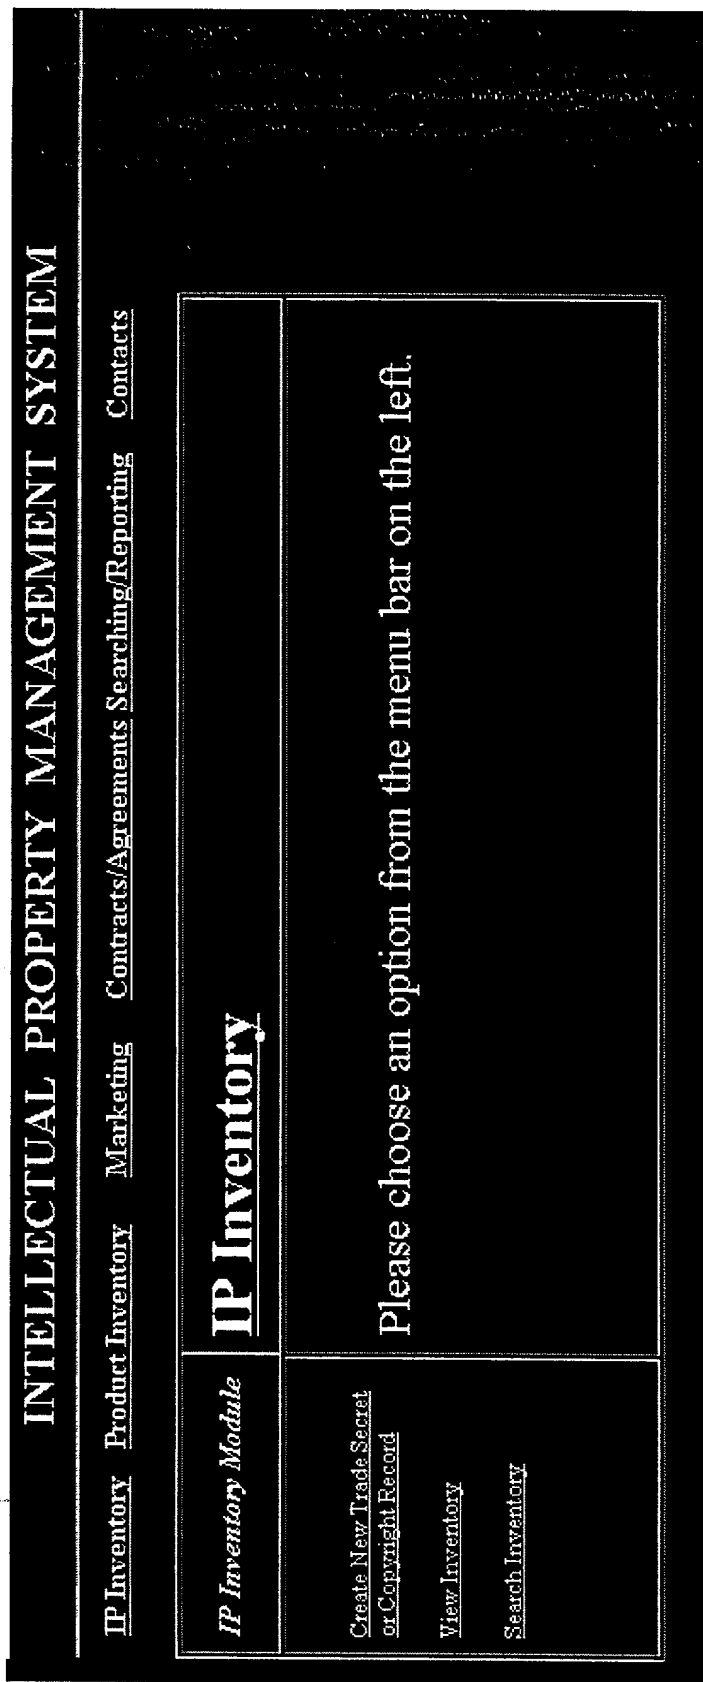 INTELLECTUAL PROPERTY MANAGEMENT SYSTEM
IP Inventory Product Inventory Marketing Contracts/Agreements Searching/Reporting Contacts
IP Inventory Module
IP Inventory
Create New Trade Secret
or Copyright Record
View Inventory
Search Inventory
Please choose an option from the menu bar on the left.